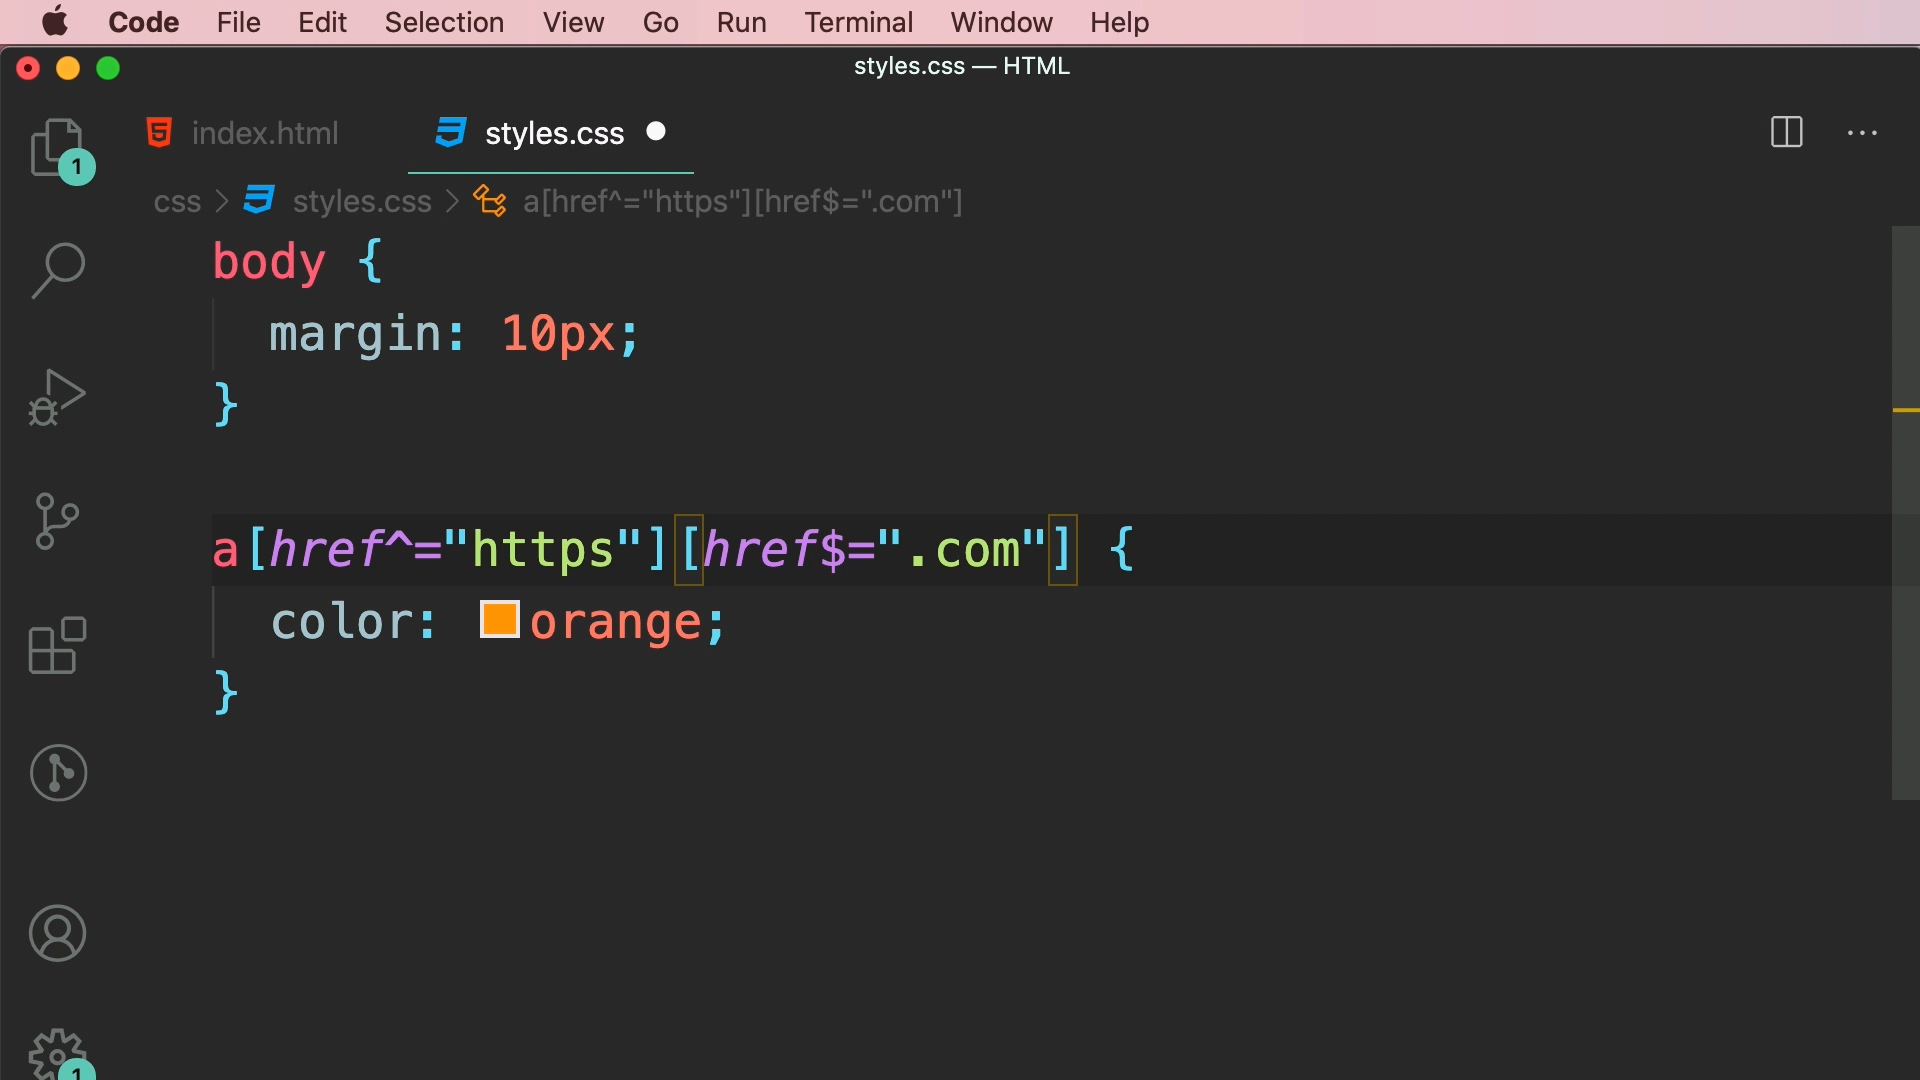 Code File Edit Selection View Go Run Terminal Window Help
styles.css — HTML
index.html styles.css
1
css > styles.css > a[href^="https"][href$=".com"]
body {
margin: 10px;
}
a[href^="https"][href$=".com"] {
color: orange;
}
1